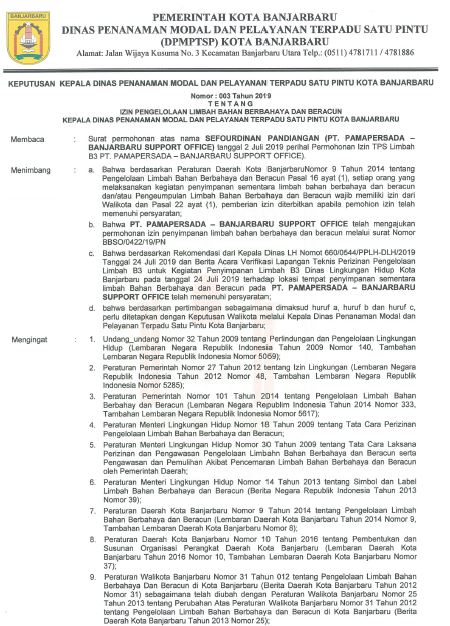 BANJARBARU
PEMERINTAH KOTA BANJARBARU
DINAS PENANAMAN MODAL DAN PELAYANAN TERPADU SATU PINTU
(DPMPTSP) KOTA BANJARBARU
Alamat: Jalan Wijaya Kusuma No. 3 Kecamatan Banjarbaru Utara Telp.: (0511) 4781711 / 4781886
KEPUTUSAN KEPALA DINAS PENANAMAN MODAL DAN PELAYANAN TERPADU SATU PINTU KOTA BANJARBARU
Nomor : 003 Tahun 2019
T E N T A N G
IZIN PENGELOLAAN LIMBAH BAHAN BERBAHAYA DAN BERACUN
KEPALA DINAS PENANAMAN MODAL DAN PELAYANAN TERPADU SATU PINTU KOTA BANJARBARU
Membaca : Surat permohonan atas nama SEFOURDINAN PANDIANGAN (PT. PAMAPERSADA –
BANJARBARU SUPPORT OFFICE) tanggal 2 Juli 2019 perihal Permohonan Izin TPS Limbah
B3 PT. PAMAPERSADA – BANJARBARU SUPPORT OFFICE).
Menimbang : a. Bahwa berdasarkan Peraturan Daerah Kota BanjarbaruNomor 9 Tahun 2014 tentang
Pengelolaan Limbah Bahan Berbahaya dan Beracun Pasal 16 ayat (1), setiap orang yang
melaksanakan kegiatan penyimpanan sementara limbah bahan berbahaya dan beracun
dan/atau Pengeumpulan Limbah Bahan Berbahaya dan Beracun wajib memiliki izin dari
Walikota dan Pasal 22 ayat (1), pemberian izin diterbitkan apabila pemohion izin telah
memenuhi persyaratan;
b. Bahwa PT. PAMAPERSADA – BANJARBARU SUPPORT OFFICE telah mengajukan
permohonan izin penyimpanan limbah bahan berbahaya dan beracun melalui surat Nomor
BBSO/0422/19/PN
c. Bahwa berdasarkan Rekomendasi dari Kepala Dinas LH Nomot 660/0644/PPLH-DLH/2019
Tanggal 24 Juli 2019 dan Berita Acara Verifikasi Lapangan Teknis Perizinan Pengelolaan
Limbah B3 untuk Kegiatan Penyimpanan Limbah B3 Dinas Lingkungan Hidup Kota
Banjarbaru pada tanggal 24 Juli 2019 terhadap lokasi tempat penyimpanan sementara
limbah Bahan Berbahaya dan Beracun pada PT. PAMAPERSADA – BANJARBARU
SUPPORT OFFICE telah memenuhi persyaratan;
d. bahwa berdasarkan pertimbangan sebagaimana dimaksud huruf a, huruf b dan huruf c,
perlu ditetapkan dengan Keputusan Walikota melalui Kepala Dinas Penanaman Modal dan
Pelayanan Terpadu Satu Pintu Kota Banjarbaru;
Mengingat : 1. Undang_undang Nomor 32 Tahun 2009 tentang Perlindungan dan Pengelolaan Lingkungan
Hidup (Lembaran Negara Republik Indonesia Tahun 2009 Nomor 140, Tambahan
Lembaran Negara Republik Indonesia Nomor 5059);
2. Peraturan Pemerintah Nomor 27 Tahun 2012 tentang Izin Lingkungan (Lembaran Negara
Republik Indonesia Tahun 2012 Nomor 48, Tambahan Lembaran Negara Republik
Indonesia Nomor 5285);
3. Peraturan Pemerintah Nomor 101 Tahun 2014 tentang Pengelolaan Limbah Bahan
Berbahay dan Beracun (Lembaran Negara Republim Indonesia Tahun 2014 Nomor 333,
Tambahan Lembaran Negara Republik Indonesia Nomor 5617);
4. Peraturan Menteri Lingkungan Hidup Nomor 18 Tahun 2009 tentang Tata Cara Perizinan
Pengelolaan Limbah Bahan Berbahaya dan Beracun;
5. Peraturan Menteri Lingkungan Hidup Nomor 30 Tahun 2009 tentang Tata Cara Laksana
Perizinan dan Pengawasan Pengelolaan Limbahn Bahan Berbahaya dan Beracun serta
Pengawasan dan Pemulihan Akibat Pencemaran Limbah Bahan Berbahaya dan Beracun
oleh Pemerintah Daerah;
6. Peraturan Menteri Lingkungan Hidup Nomor 14 Tahun 2013 tentang Simbol dan Label
Limbah Bahan Berbahaya dan Beracun (Berita Negara Republik Indonesia Tahun 2013
Nomor 39);
7. Peraturan Daerah Kota Banjarbaru Nomor 9 Tahun 2014 tentang Pengelolaan Limbah
Bahan Berbahaya dan Beracun (Lembaran Daerah Kota Banjarbaru Tahun 2014 Nomor 9,
Tambahan Lembaran Daerah Kota Banjarbaru Nomor 8);
8. Peraturan Daerah Kota Banjarbaru Nomor 10 Tahun 2016 tentang Pembentukan dan
Susunan Organisasi Perangkat Daerah Kota Banjarbaru (Lembaran Daerah Kota
Banjarbaru Tahun 2016 Nomor 10, Tambahan Lembaran Daerah Kota Banjarbaru Nomor
37);
9. Peraturan Walikota Banjarbaru Nomor 31 Tahun 012 tentang Pengelolaan Limbah Bahan
Berbahaya dan Beracun di Kota Banjarbaru (Berita Daerah Kota Banjarbaru Tahun 2012
Nomor 31) sebagaimana telah diubah dengan Peraturan Walikota Nomor 25
Tahun 2013 tentang Perubahan Atas Peraturan Walikota Nomor 31 Tahun 2012
tentang Pengelolaan Limbah Bahan Berbahaya dan Beracun di Kota Banjarbaru (Berita
Daerah Kota Banjarbaru Tahun 2013 Nomor 25);